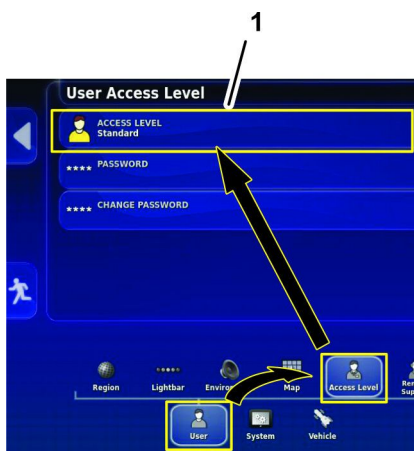 1
User Access Level
ACCESS LEVEL
Standard
**** PASSWORD
**** CHANGE PASSWORD
Region
Lightbar
Map
Access Level
User
System
Vehicle